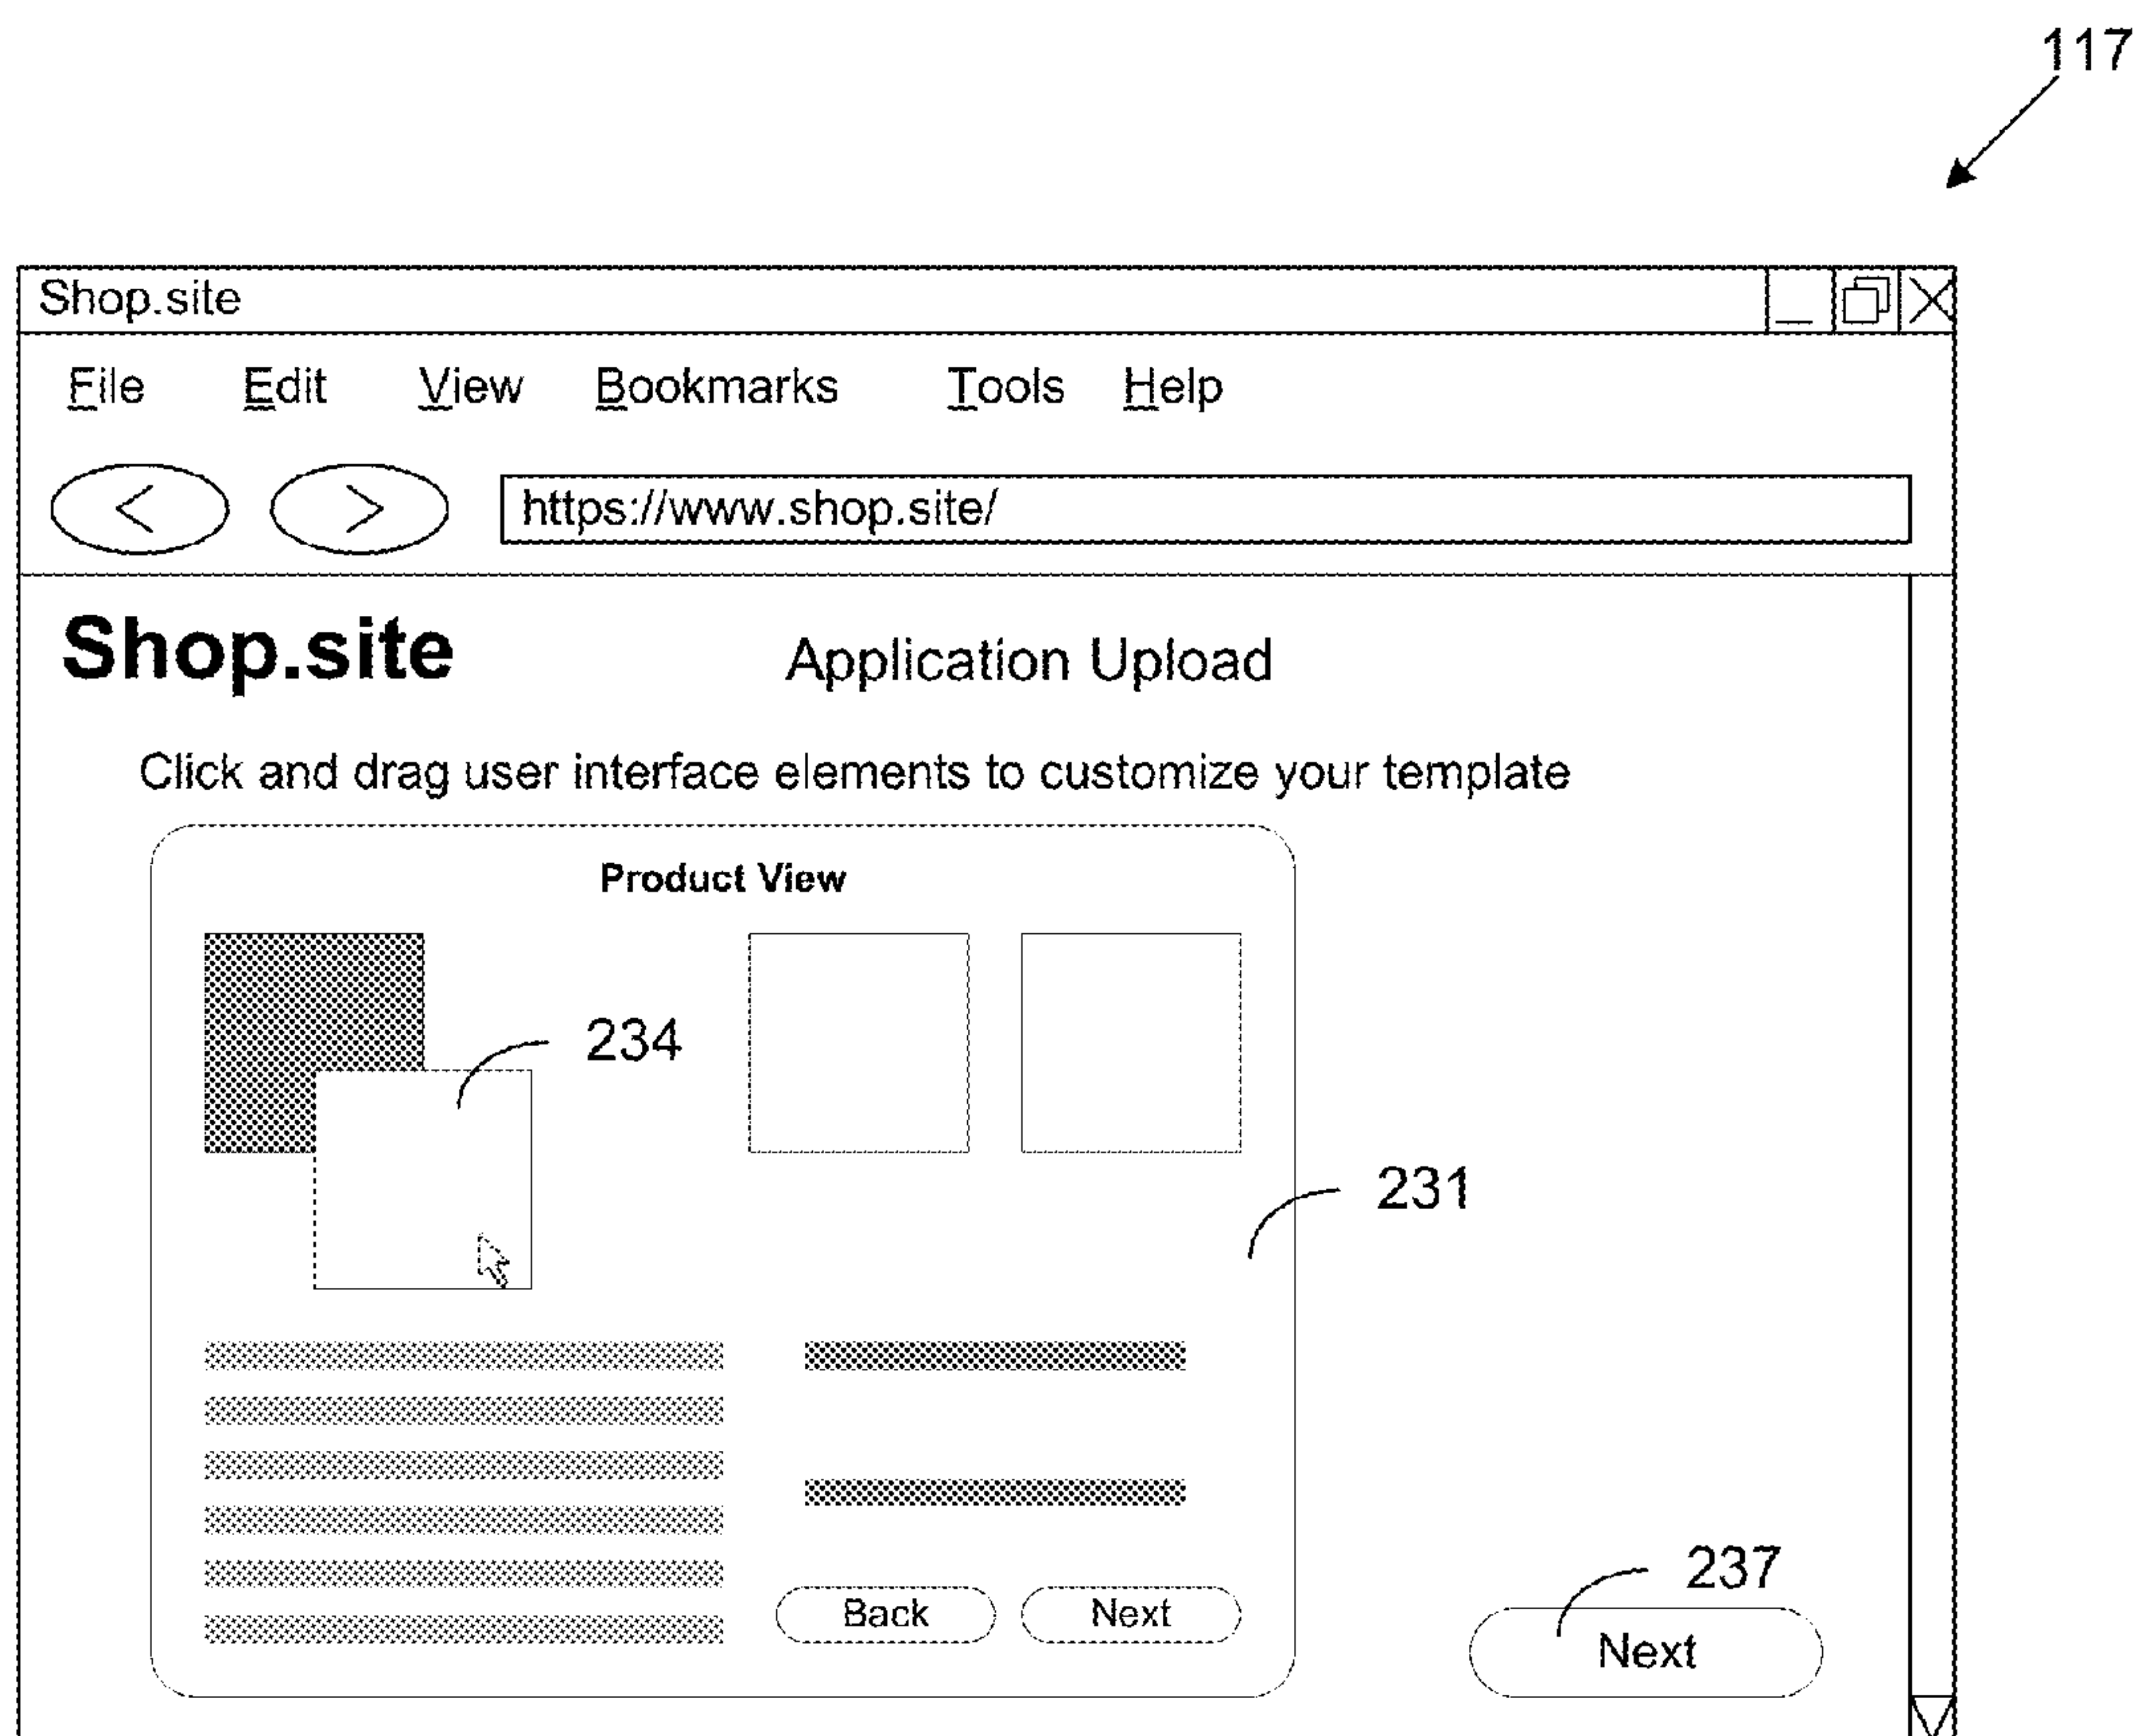 117
Shop.site
File Edit View Bookmarks Tools Help
< > https://www.shop.site/
Shop.site Application Upload
Click and drag user interface elements to customize your template
Product View
234
231
237
Back Next
Next